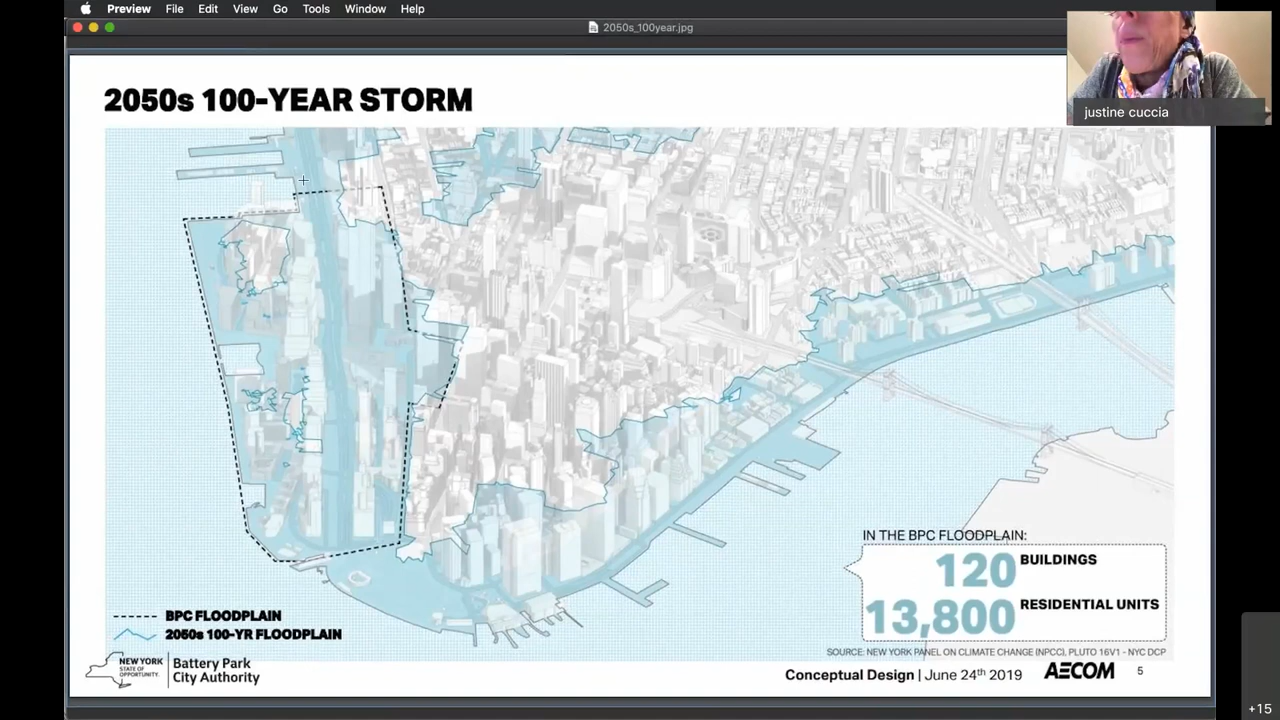 Preview File Edit View Go Tools Window Help
2050s_100year.jpg
justine cuccia
2050s 100-YEAR STORM
IN THE BPC FLOODPLAIN:
120 BUILDINGS
13,800 RESIDENTIAL UNITS
BPC FLOODPLAIN
2050s 100-YR FLOODPLAIN
SOURCE: NEW YORK PANEL ON CLIMATE CHANGE (NPCC), PLUTO 16V1 - NYC DCP
NEW YORK
STATE OF
OPPORTUNITY.
Battery Park
City Authority
Conceptual Design | June 24th 2019 AECOM 5
+15